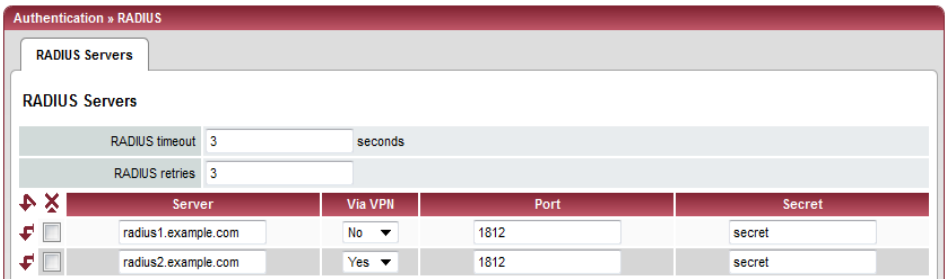 Authentication » RADIUS
RADIUS Servers
RADIUS Servers
RADIUS timeout 3 seconds
RADIUS retries 3
Server Via VPN Port Secret
radius1.example.com No 1812 secret
radius2.example.com Yes 1812 secret